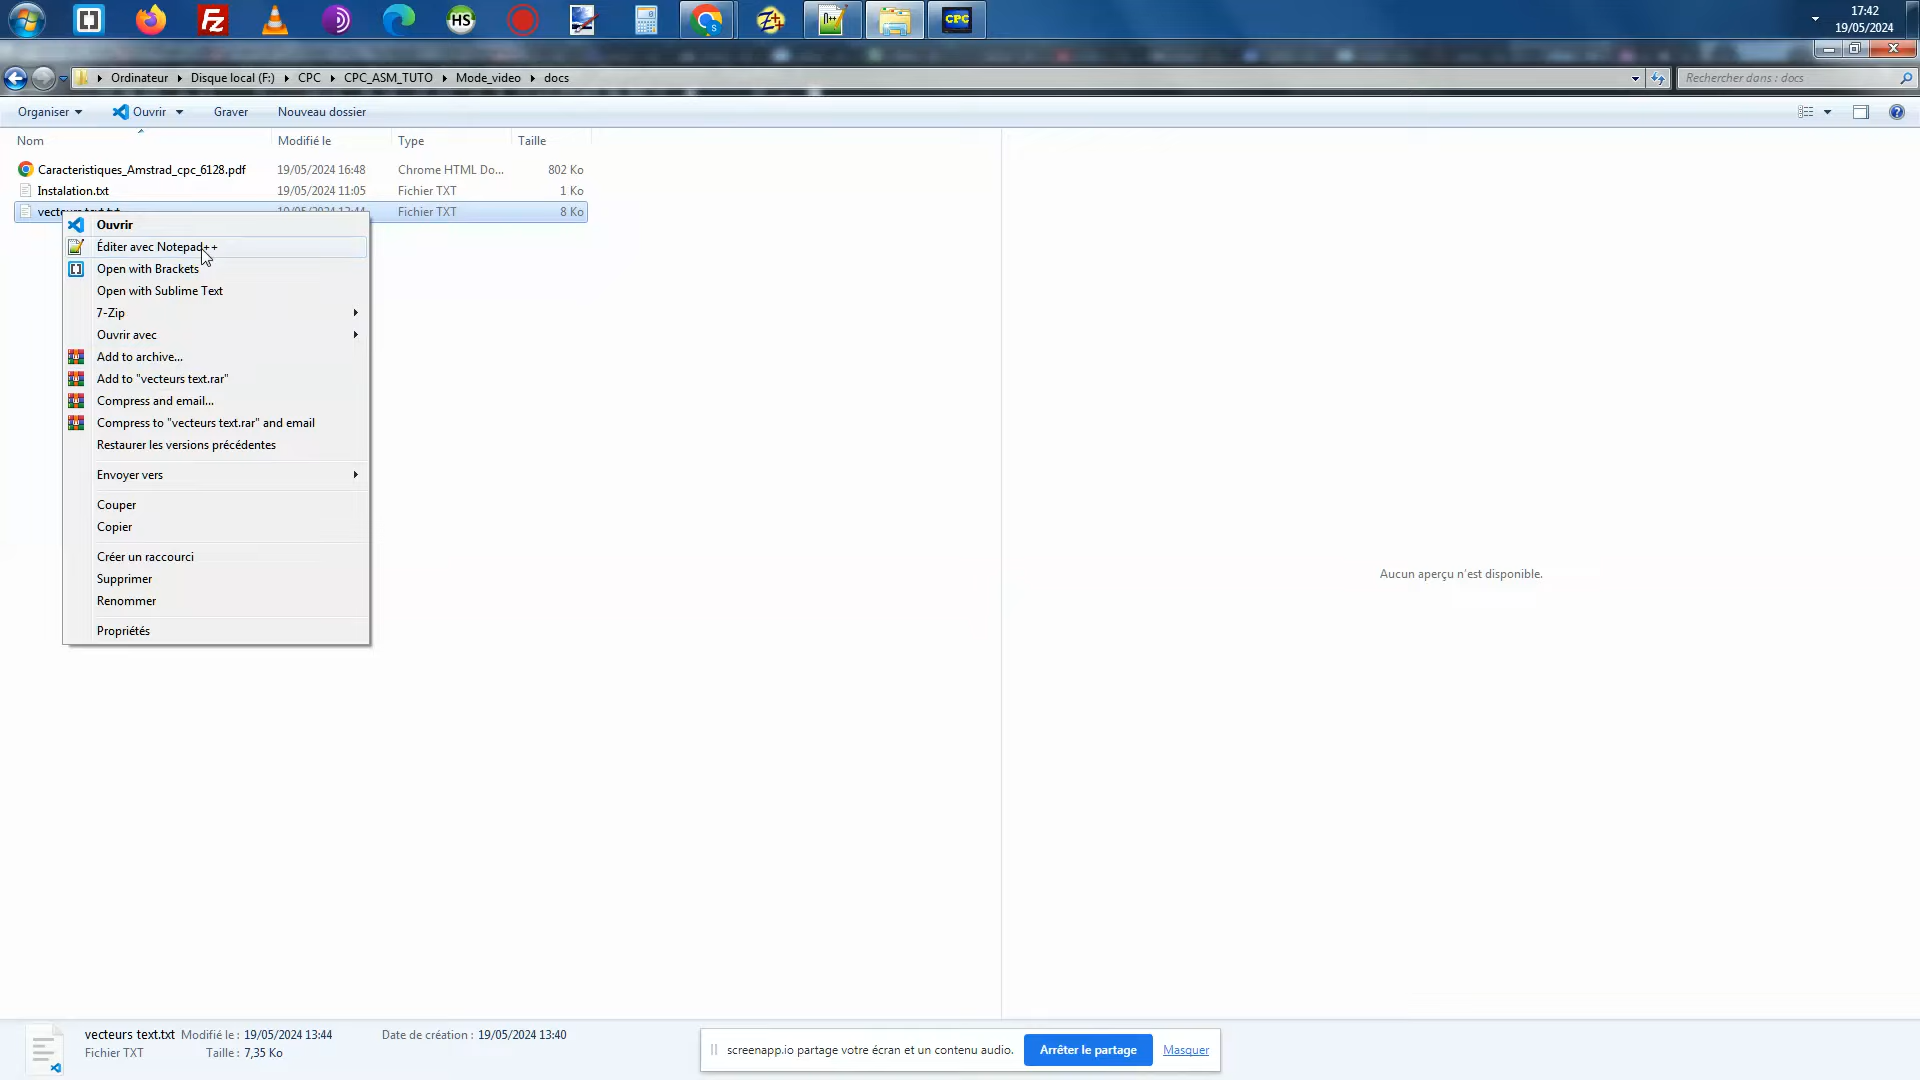 HS
CPC
17:42
19/05/2024
Ordinateur
Disque local (F:)
CPC
CPC_ASM_TUTO
Mode_video
docs
Rechercher dans : docs
Organiser
Ouvrir
Graver
Nouveau dossier
Nom
Modifié le
Type
Taille
Caracteristiques_Amstrad_cpc_6128.pdf
19/05/2024 16:48
Chrome HTML Do...
802 Ko
Instalation.txt
19/05/2024 11:05
Fichier TXT
1 Ko
Fichier TXT
8 Ko
Ouvrir
Éditer avec Notepad++
Open with Brackets
Open with Sublime Text
7-Zip
Ouvrir avec
Add to archive...
Add to "vecteurs text.rar"
Compress and email...
Compress to "vecteurs text.rar" and email
Restaurer les versions précédentes
Envoyer vers
Couper
Copier
Créer un raccourci
Supprimer
Renommer
Propriétés
Aucun aperçu n'est disponible.
vecteurs text.txt
Modifié le : 19/05/2024 13:44
Date de création : 19/05/2024 13:40
Fichier TXT
Taille : 7,35 Ko
screenapp.io partage votre écran et un contenu audio.
Arrêter le partage
Masquer